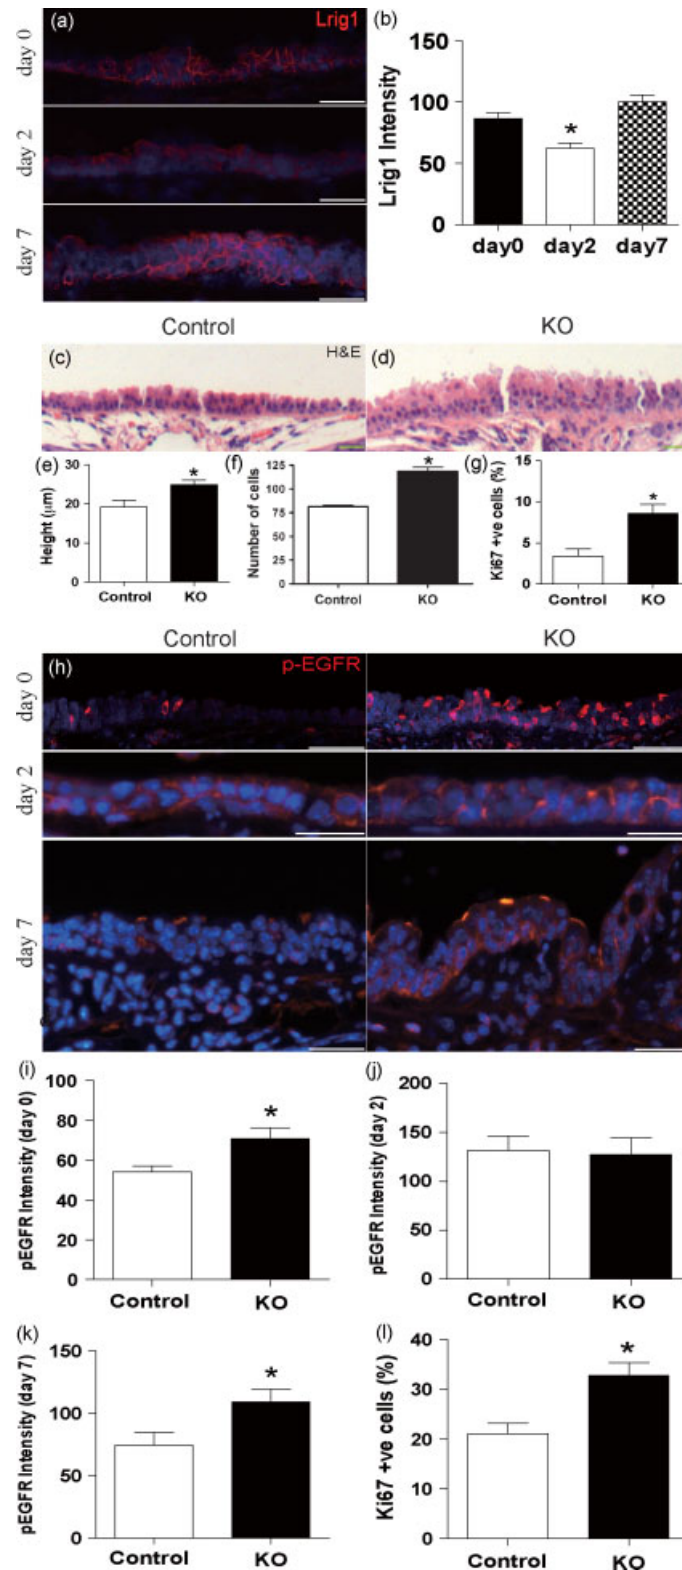 (a) Lrig1
day 0
day 2
day 7
(b)
150
100
50
0
Lrig1 Intensity
*
day0 day2 day7
Control KO
(c) H&E (d)
(e)
30
20
10
0
Height (μm)
*
Control KO
(f)
125
100
75
50
25
0
Number of cells
*
Control KO
(g)
15
10
5
0
Ki67 +ve cells (%)
*
Control KO
Control KO
(h) p-EGFR
day 0
day 2
day 7
(i)
100
80
60
40
20
0
pEGFR Intensity (day 0)
*
Control KO
(j)
200
150
100
50
0
pEGFR Intensity (day 2)
Control KO
(k)
150
100
50
0
pEGFR Intensity (day 7)
*
Control KO
(l)
40
30
20
10
0
Ki67 +ve cells (%)
*
Control KO